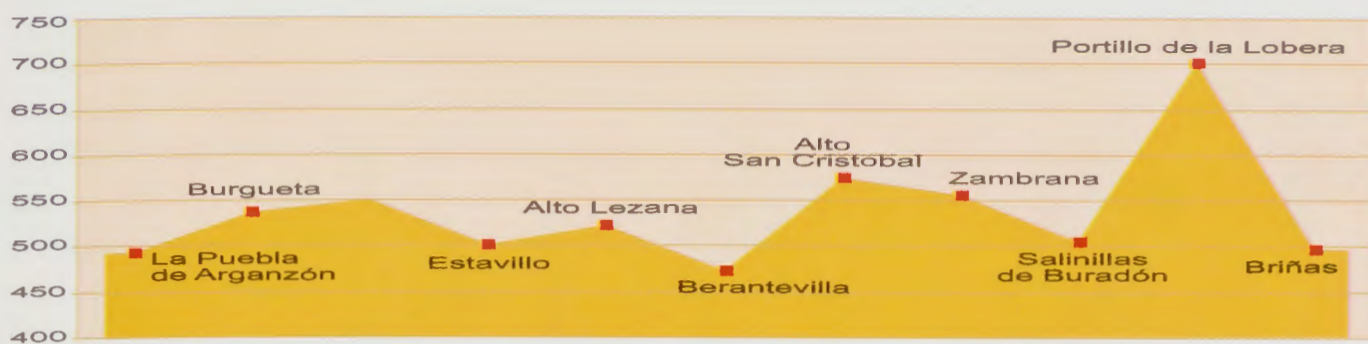 750
700
650
600
550
500
450
400
La Puebla
de Arganzón
Burgueta
Estavillo
Alto Lezana
Berantevilla
Alto
San Cristobal
Zambrana
Salinillas
de Buradón
Portillo de la Lobera
Briñas